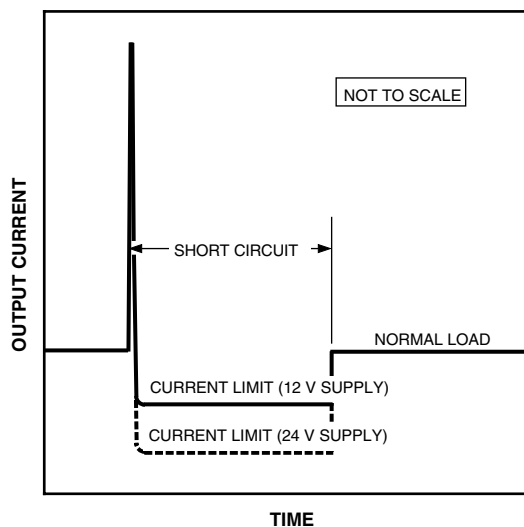 NOT TO SCALE
SHORT CIRCUIT
NORMAL LOAD
CURRENT LIMIT (12 V SUPPLY)
CURRENT LIMIT (24 V SUPPLY)
OUTPUT CURRENT
TIME